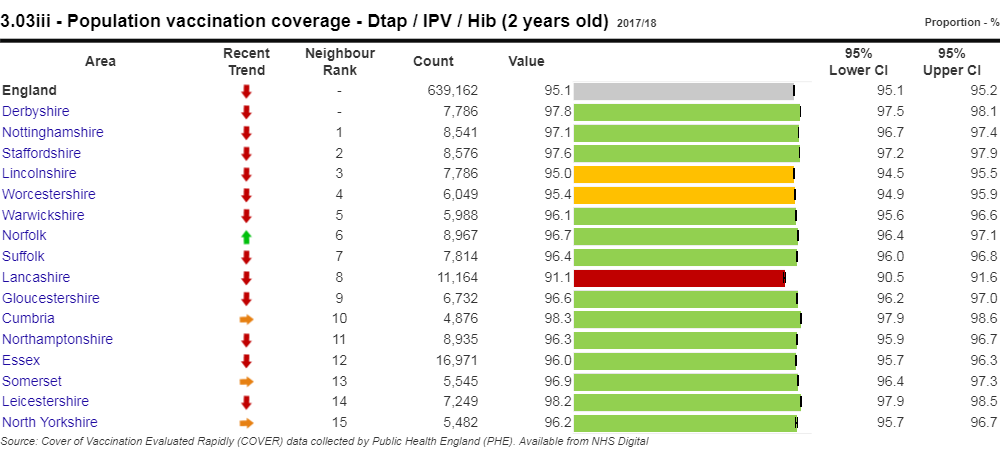 3.03iii - Population vaccination coverage - Dtap / IPV / Hib (2 years old) 2017/18 Proportion - %
Area Recent Trend Neighbour Rank Count Value 95% Lower CI 95% Upper CI
England - 639,162 95.1 95.1 95.2
Derbyshire - 7,786 97.8 97.5 98.1
Nottinghamshire 1 8,541 97.1 96.7 97.4
Staffordshire 2 8,576 97.6 97.2 97.9
Lincolnshire 3 7,786 95.0 94.5 95.5
Worcestershire 4 6,049 95.4 94.9 95.9
Warwickshire 5 5,988 96.1 95.6 96.6
Norfolk 6 8,967 96.7 96.4 97.1
Suffolk 7 7,814 96.4 96.0 96.8
Lancashire 8 11,164 91.1 90.5 91.6
Gloucestershire 9 6,732 96.6 96.2 97.0
Cumbria 10 4,876 98.3 97.9 98.6
Northamptonshire 11 8,935 96.3 95.9 96.7
Essex 12 16,971 96.0 95.7 96.3
Somerset 13 5,545 96.9 96.4 97.3
Leicestershire 14 7,249 98.2 97.9 98.5
North Yorkshire 15 5,482 96.2 95.7 96.7
Source: Cover of Vaccination Evaluated Rapidly (COVER) data collected by Public Health England (PHE). Available from NHS Digital